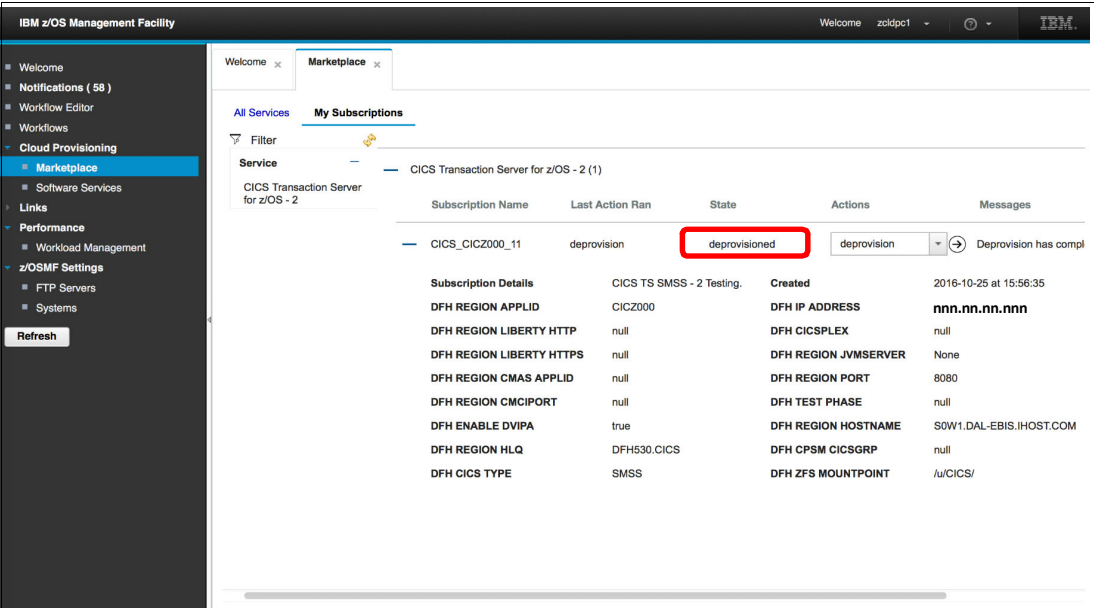 IBM z/OS Management Facility
Welcome zcldpc1
IBM.
Welcome
Notifications ( 58 )
Workflow Editor
Workflows
Cloud Provisioning
Marketplace
Software Services
Links
Performance
Workload Management
z/OSMF Settings
FTP Servers
Systems
Refresh
Welcome
Marketplace
All Services
My Subscriptions
Filter
Service
CICS Transaction Server
for z/OS - 2
CICS Transaction Server for z/OS - 2 (1)
Subscription Name Last Action Ran State Actions Messages
CICS_CICZ000_11 deprovision deprovisioned deprovision Deprovision has compl
Subscription Details CICS TS SMSS - 2 Testing. Created 2016-10-25 at 15:56:35
DFH REGION APPLID CICZ000 DFH IP ADDRESS nnn.nn.nn.nnn
DFH REGION LIBERTY HTTP null DFH CICSPLEX null
DFH REGION LIBERTY HTTPS null DFH REGION JVMSERVER None
DFH REGION CMAS APPLID null DFH REGION PORT 8080
DFH REGION CMCIPORT null DFH TEST PHASE null
DFH ENABLE DVIPA true DFH REGION HOSTNAME S0W1.DAL-EBIS.IHOST.COM
DFH REGION HLQ DFH530.CICS DFH CPSM CICSGRP null
DFH CICS TYPE SMSS DFH ZFS MOUNTPOINT /u/CICS/